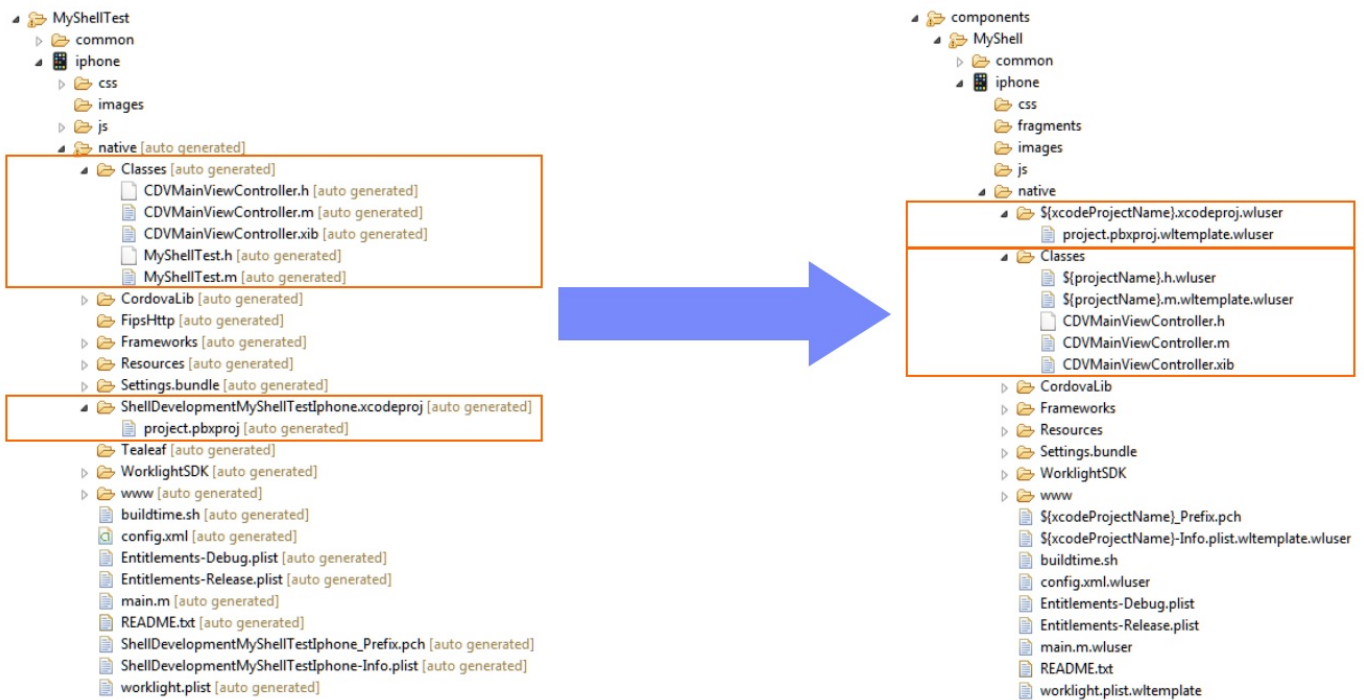 MyShellTest
common
iphone
css
images
js
native [auto generated]
Classes [auto generated]
CDVMainViewController.h [auto generated]
CDVMainViewController.m [auto generated]
CDVMainViewController.xib [auto generated]
MyShellTest.h [auto generated]
MyShellTest.m [auto generated]
CordovaLib [auto generated]
FipsHttp [auto generated]
Frameworks [auto generated]
Resources [auto generated]
Settings.bundle [auto generated]
ShellDevelopmentMyShellTestIphone.xcodeproj [auto generated]
project.pbxproj [auto generated]
Tealeaf [auto generated]
WorklightSDK [auto generated]
www [auto generated]
buildtime.sh [auto generated]
config.xml [auto generated]
Entitlements-Debug.plist [auto generated]
Entitlements-Release.plist [auto generated]
main.m [auto generated]
README.txt [auto generated]
ShellDevelopmentMyShellTestIphone_Prefix.pch [auto generated]
ShellDevelopmentMyShellTestIphone-Info.plist [auto generated]
worklight.plist [auto generated]
components
MyShell
common
iphone
css
fragments
images
js
native
${xcodeProjectName}.xcodeproj.wluser
project.pbxproj.wltemplate.wluser
Classes
${projectName}.h.wluser
${projectName}.m.wltemplate.wluser
CDVMainViewController.h
CDVMainViewController.m
CDVMainViewController.xib
CordovaLib
Frameworks
Resources
Settings.bundle
WorklightSDK
www
${xcodeProjectName}_Prefix.pch
${xcodeProjectName}-Info.plist.wltemplate.wluser
buildtime.sh
config.xml.wluser
Entitlements-Debug.plist
Entitlements-Release.plist
main.m.wluser
README.txt
worklight.plist.wltemplate